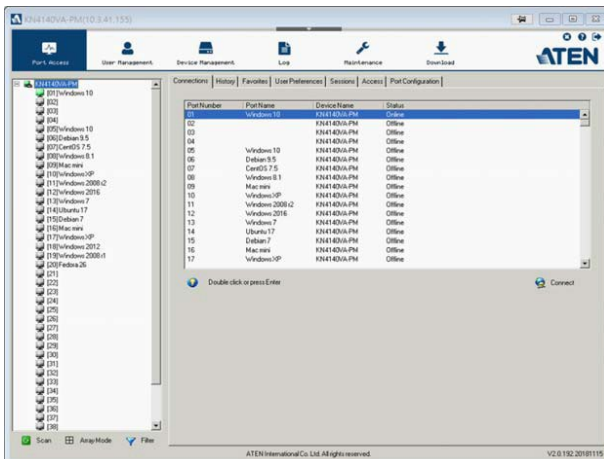 KN4140VA-PM(10.3.41.155)
Port Access
User Management
Device Management
Log
Maintenance
Download
ATEN
KN4140VA-PM
[01]Windows 10
[02]
[03]
[04]
[05]Windows 10
[06]Debian 9.5
[07]CentOS 7.5
[08]Windows 8.1
[09]Mac mini
[10]Windows XP
[11]Windows 2008 r2
[12]Windows 2016
[13]Windows 7
[14]Ubuntu 17
[15]Debian 7
[16]Mac mini
[17]Windows XP
[18]Windows 2012
[19]Windows 2008 r1
[20]Fedora 26
[21]
[22]
[23]
[24]
[25]
[26]
[27]
[28]
[29]
[30]
[31]
[32]
[33]
[34]
[35]
[36]
[37]
[38]
Scan Array Mode Filter
Connections History Favorites User Preferences Sessions Access Port Configuration
Port Number Port Name Device Name Status
01 Windows 10 KN4140VA-PM Online
02 KN4140VA-PM Offline
03 KN4140VA-PM Offline
04 KN4140VA-PM Offline
05 Windows 10 KN4140VA-PM Offline
06 Debian 9.5 KN4140VA-PM Offline
07 CentOS 7.5 KN4140VA-PM Offline
08 Windows 8.1 KN4140VA-PM Offline
09 Mac mini KN4140VA-PM Offline
10 Windows XP KN4140VA-PM Offline
11 Windows 2008 r2 KN4140VA-PM Offline
12 Windows 2016 KN4140VA-PM Offline
13 Windows 7 KN4140VA-PM Offline
14 Ubuntu 17 KN4140VA-PM Offline
15 Debian 7 KN4140VA-PM Offline
16 Mac mini KN4140VA-PM Offline
17 Windows XP KN4140VA-PM Offline
Double click or press Enter
Connect
ATEN International Co. Ltd. All rights reserved.
V2.0.192.20181115